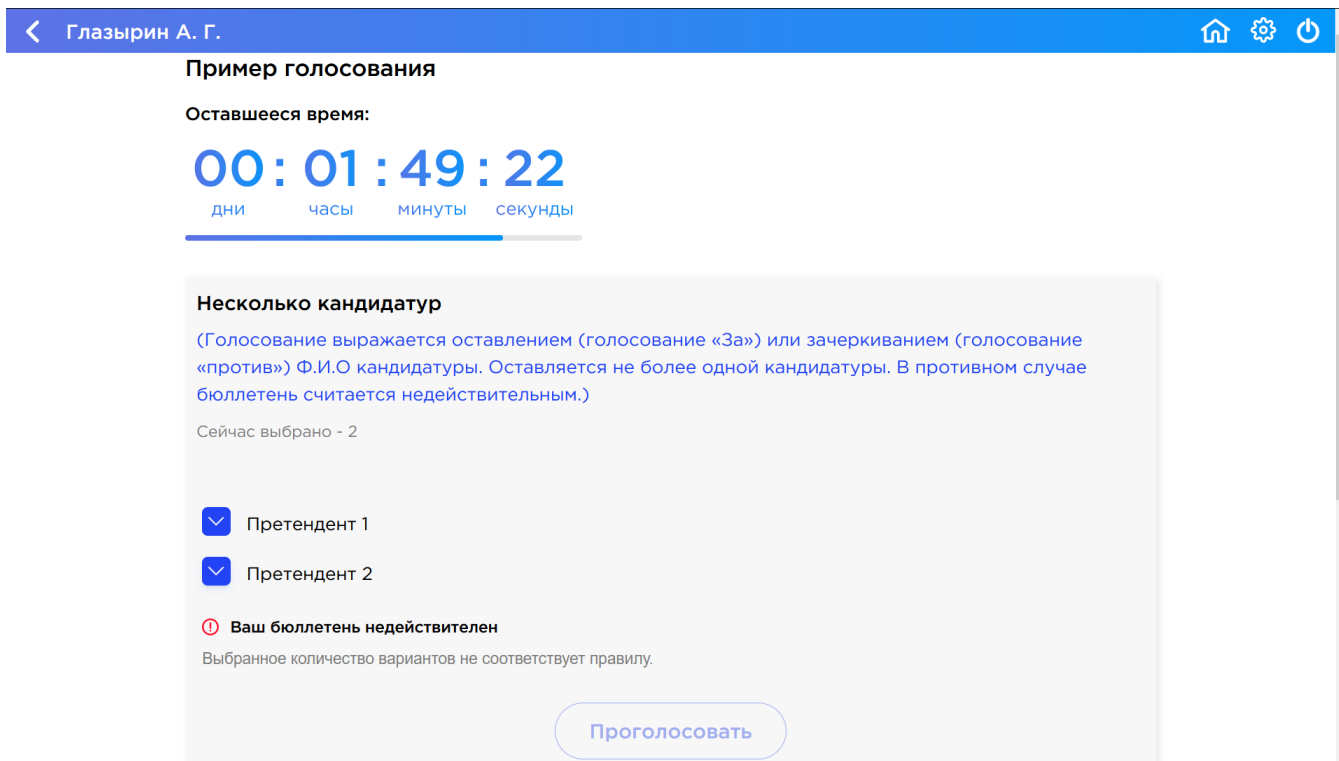 Глазырин А. Г.
Пример голосования
Оставшееся время:
00 : 01 : 49 : 22
дни часы минуты секунды
Несколько кандидатур
(Голосование выражается оставлением (голосование «За») или зачеркиванием (голосование
«против») Ф.И.О кандидатуры. Оставляется не более одной кандидатуры. В противном случае
бюллетень считается недействительным.)
Сейчас выбрано - 2
Претендент 1
Претендент 2
Ваш бюллетень недействителен
Выбранное количество вариантов не соответствует правилу.
Проголосовать